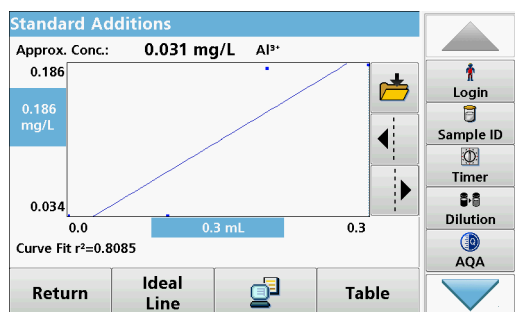 Standard Additions
Approx. Conc.: 0.031 mg/L Al³⁺
0.186
0.186
mg/L
0.034
0.0 0.3 mL 0.3
Curve Fit r²=0.8085
Return
Ideal
Line
Table
Login
Sample ID
Timer
Dilution
AQA